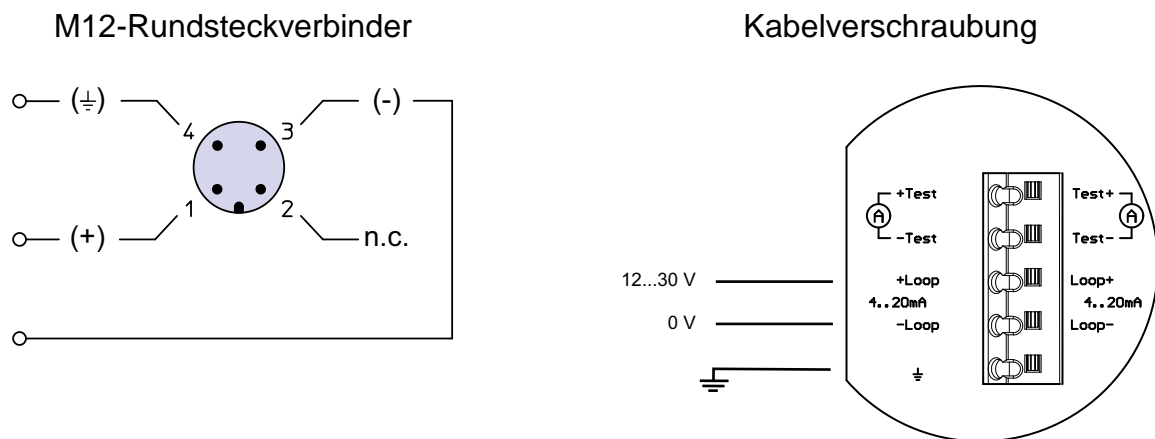 M12-Rundsteckverbinder
(⏚)
4
3
(-)
1
2
(+)
n.c.
Kabelverschraubung
+Test
A
-Test
Test+
A
Test-
12...30 V
+Loop
4..20mA
0 V
-Loop
Loop+
4..20mA
Loop-
⏚